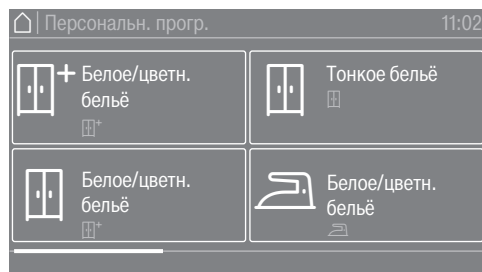 Персональн. прогр. 11:02
Белое/цветн.
бельё
Тонкое бельё
Белое/цветн.
бельё
Белое/цветн.
бельё